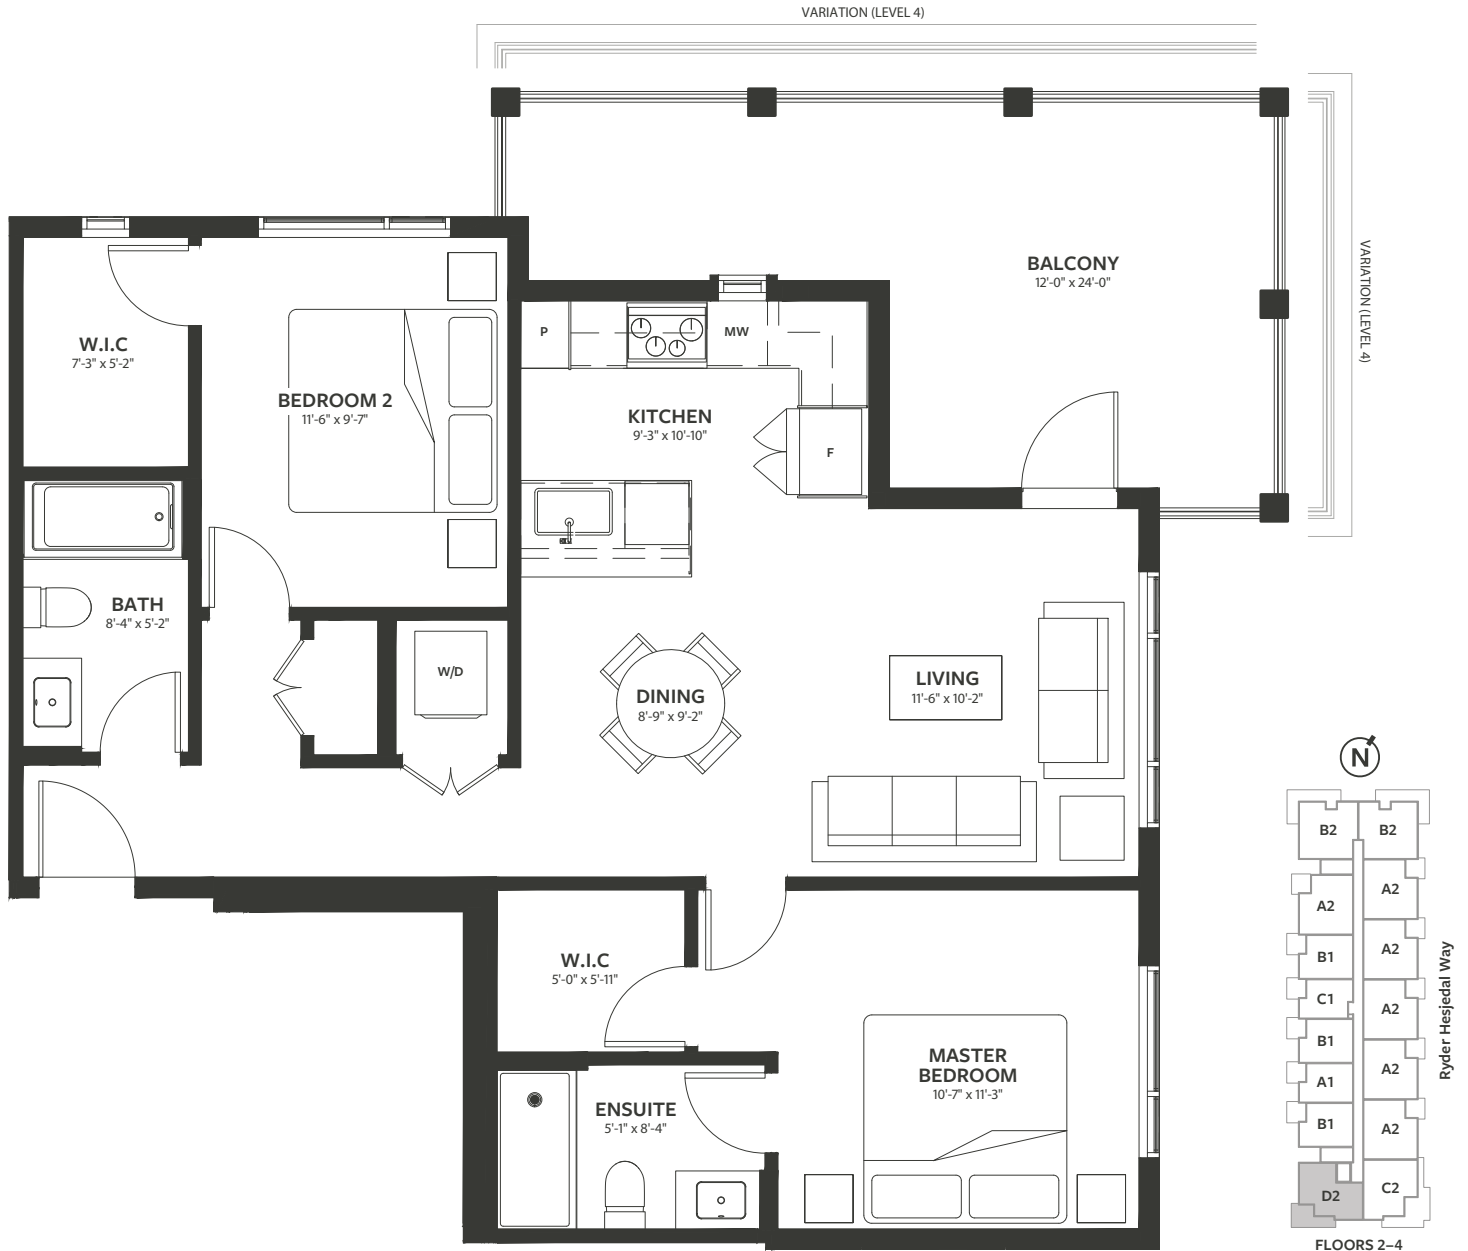 VARIATION (LEVEL 4)
BALCONY
12'-0" x 24'-0"
VARIATION (LEVEL 4)
W.I.C
7'-3" x 5'-2"
BEDROOM 2
11'-6" x 9'-7"
P
MW
KITCHEN
9'-3" x 10'-10"
F
BATH
8'-4" x 5'-2"
W/D
DINING
8'-9" x 9'-2"
LIVING
11'-6" x 10'-2"
W.I.C
5'-0" x 5'-11"
MASTER
BEDROOM
10'-7" x 11'-3"
ENSUITE
5'-1" x 8'-4"
N
B2
B2
A2
A2
B1
A2
C1
A2
B1
A2
A1
B1
A2
D2
C2
Ryder Hesjedal Way
FLOORS 2–4